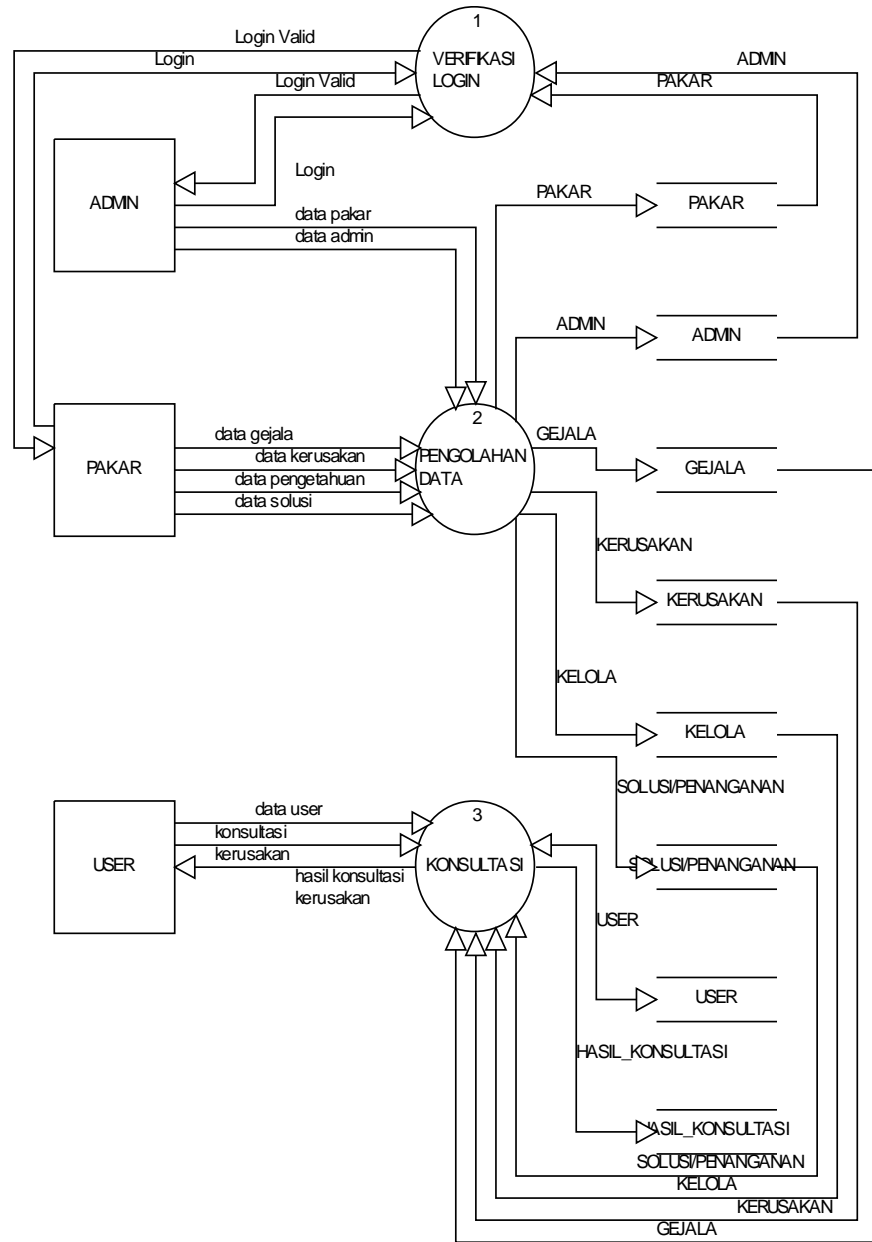 1
Login Valid
Login
VERIFIKASI
LOGIN
ADMIN
PAKAR
Login Valid
Login
ADMIN
data pakar
data admin
PAKAR
PAKAR
ADMIN
ADMIN
2
data gejala
data kerusakan
data pengetahuan
data solusi
PAKAR
PENGOLAHAN
DATA
GEJALA
GEJALA
KERUSAKAN
KERUSAKAN
KELOLA
KELOLA
SOLUSI/PENANGANAN
SOLUSI/PENANGANAN
3
data user
konsultasi
kerusakan
USER
hasil konsultasi
kerusakan
KONSULTASI
USER
USER
HASIL_KONSULTASI
HASIL_KONSULTASI
SOLUSI/PENANGANAN
KELOLA
KERUSAKAN
GEJALA